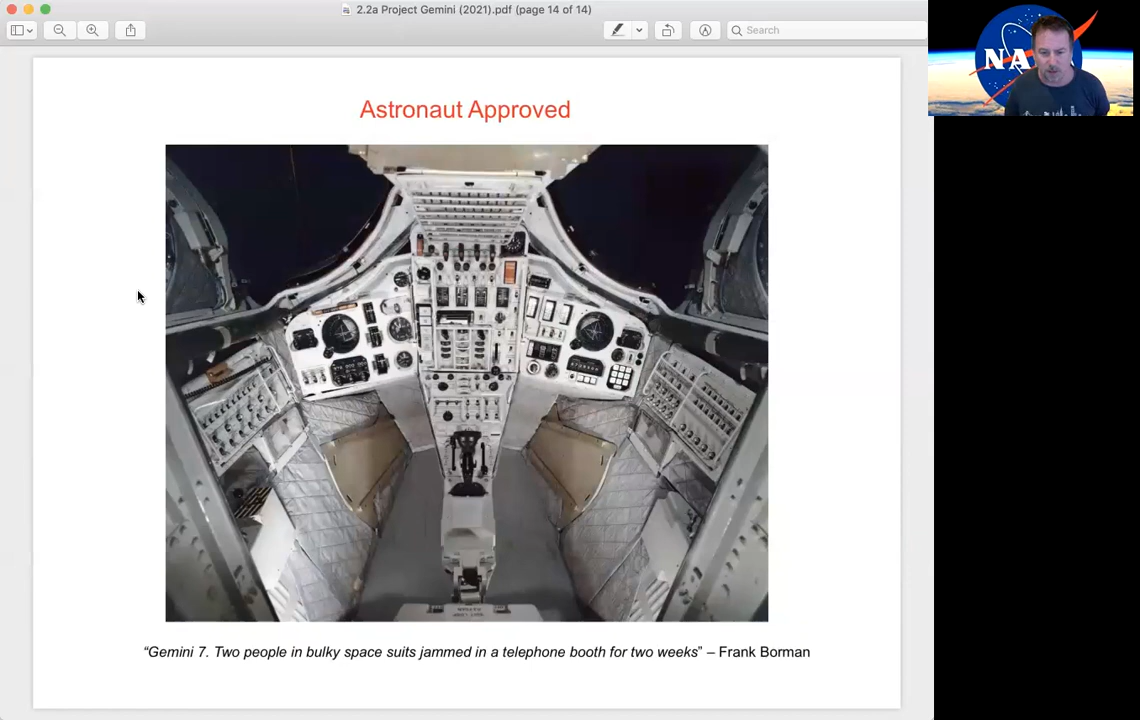 2.2a Project Gemini (2021).pdf (page 14 of 14)
Search
NASA
Astronaut Approved
“Gemini 7. Two people in bulky space suits jammed in a telephone booth for two weeks” – Frank Borman